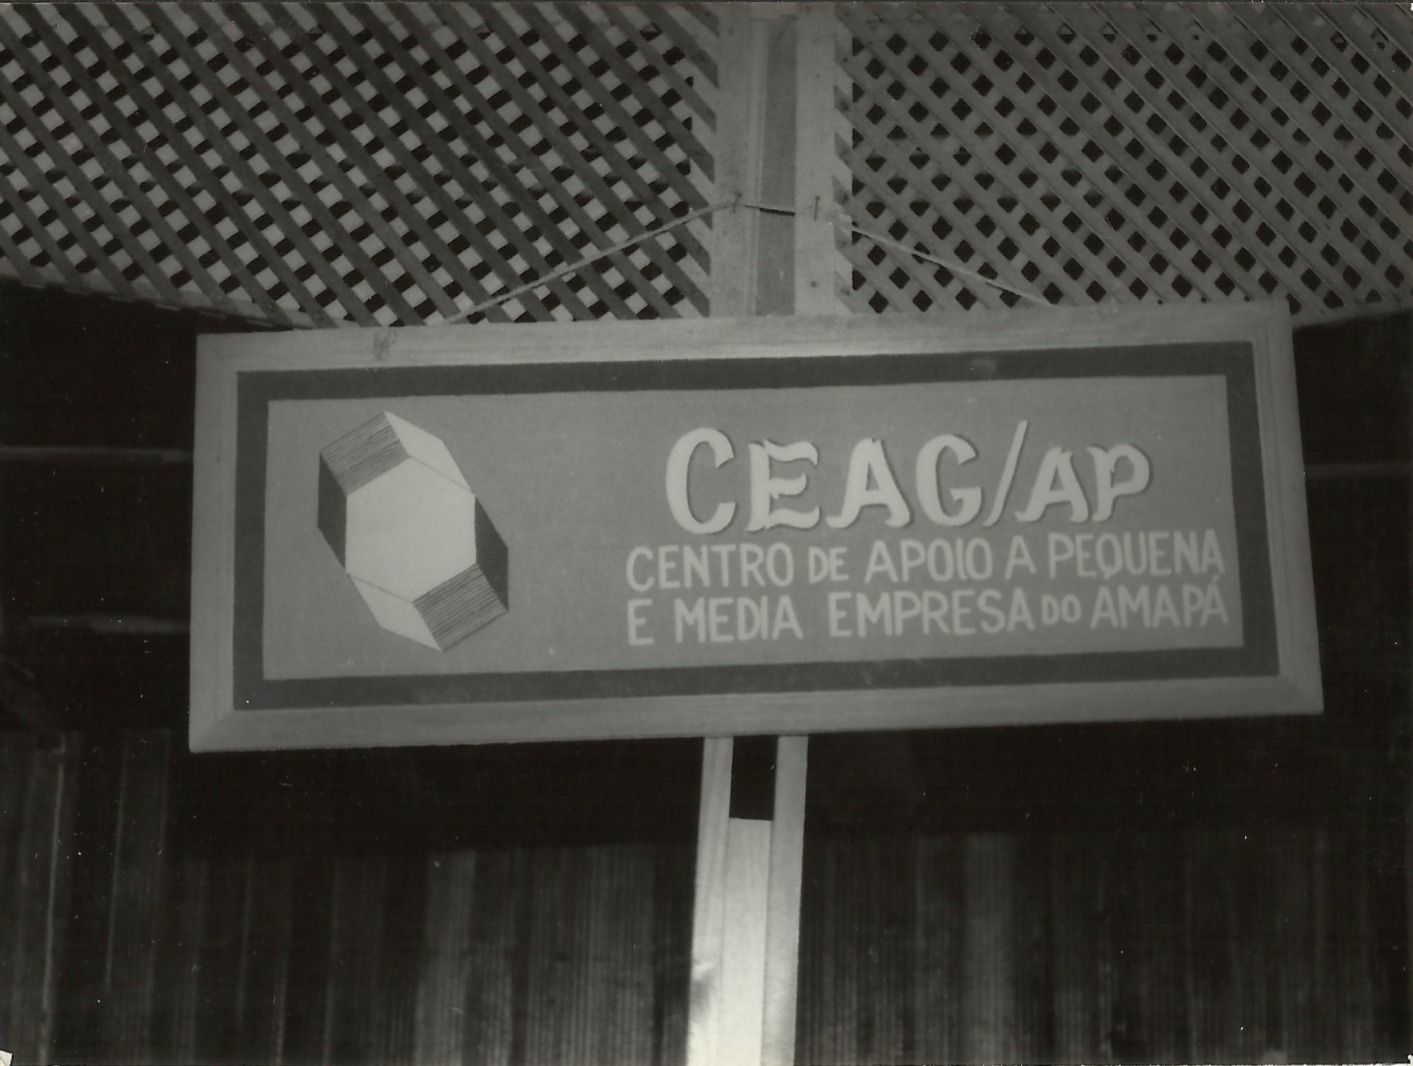 CEAG/AP
CENTRO DE APOIO A PEQUENA
E MEDIA EMPRESA DO AMAPÁ